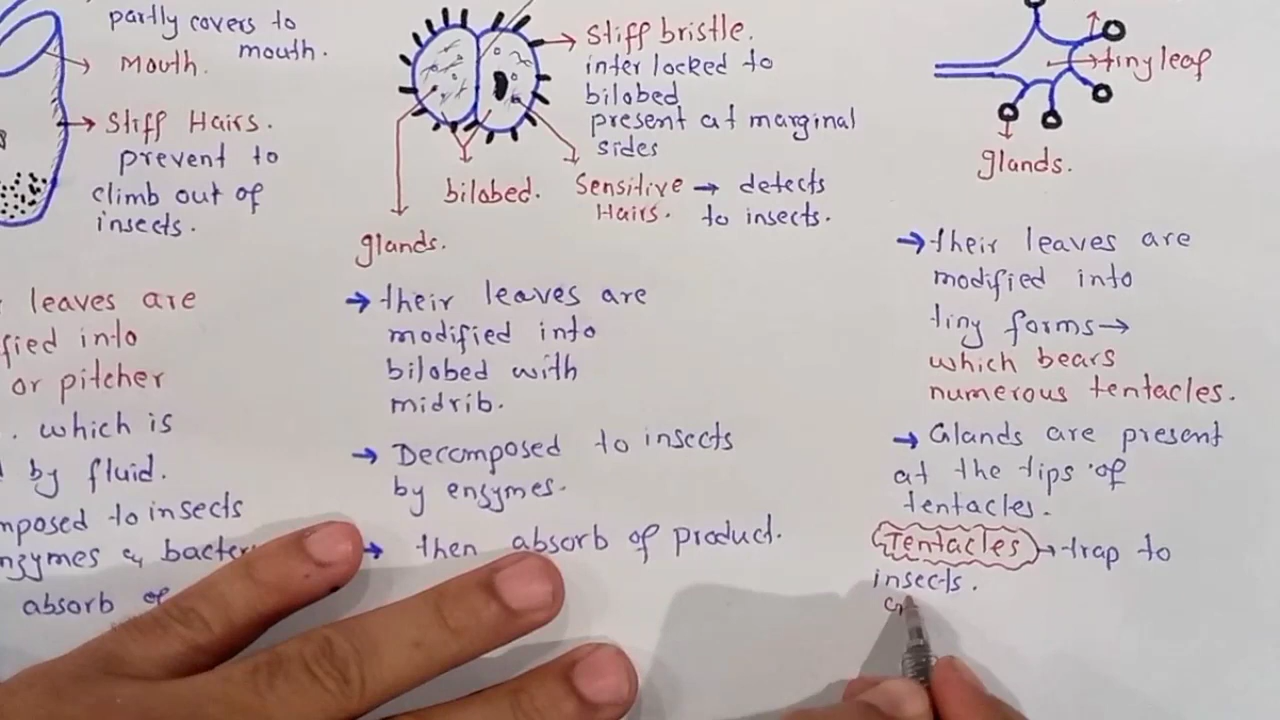 partly covers to
mouth.
Mouth.
Stiff Hairs.
prevent to
climb out of
insects.
leaves are
fied into
or pitcher
. which is
by fluid.
mposed to insects
nzymes & bacter
absorb of
Stiff bristle.
interlocked to
bilobed
present at marginal
sides
bilobed.
Sensitive → detects
Hairs. to insects.
glands.
→ their leaves are
modified into
bilobed with
midrib.
→ Decomposed to insects
by enzymes.
→ then absorb of product.
tiny leaf
glands.
→ their leaves are
modified into
tiny forms →
which bears
numerous tentacles.
→ Glands are present
at the tips of
tentacles.
Tentacles → trap to
insects.